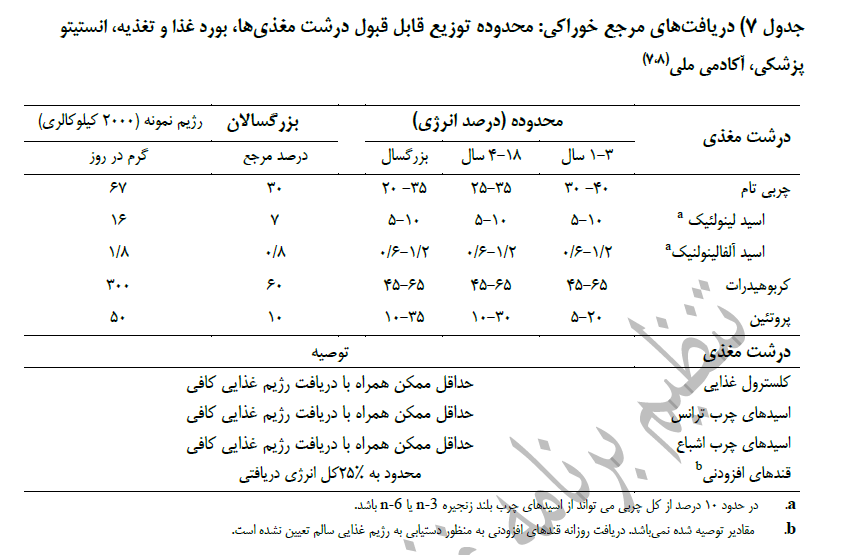 جدول ۷) دریافت‌های مرجع خوراکی: محدوده توزیع قابل قبول درشت مغذی‌ها، بورد غذا و تغذیه، انستیتو
پزشکی، آکادمی ملی(۷،۸)
درشت مغذی محدوده (درصد انرژی) بزرگسالان رژیم نمونه (۲۰۰۰ کیلوکالری)
۱-۳ سال ۴-۱۸ سال بزرگسال درصد مرجع گرم در روز
چربی تام ۳۰-۴۰ ۲۵-۳۵ ۲۰-۳۵ ۳۰ ۶۷
اسید لینولئیک a ۵-۱۰ ۵-۱۰ ۵-۱۰ ۷ ۱۶
اسید آلفالینولنیک a ۰/۶-۱/۲ ۰/۶-۱/۲ ۰/۶-۱/۲ ۰/۸ ۱/۸
کربوهیدرات ۴۵-۶۵ ۴۵-۶۵ ۴۵-۶۵ ۶۰ ۳۰۰
پروتئین ۵-۲۰ ۱۰-۳۰ ۱۰-۳۵ ۱۰ ۵۰
درشت مغذی توصیه
کلسترول غذایی حداقل ممکن همراه با دریافت رژیم غذایی کافی
اسیدهای چرب ترانس حداقل ممکن همراه با دریافت رژیم غذایی کافی
اسیدهای چرب اشباع حداقل ممکن همراه با دریافت رژیم غذایی کافی
قندهای افزودنی b محدود به ۲۵٪کل انرژی دریافتی
a. در حدود ۱۰ درصد از کل چربی می تواند از اسیدهای چرب بلند زنجیره n-3 یا n-6 باشد.
b. مقادیر توصیه شده نمی‌باشد. دریافت روزانه قندهای افزودنی به منظور دستیابی به رژیم غذایی سالم تعیین نشده است.
تنظیم برنامه